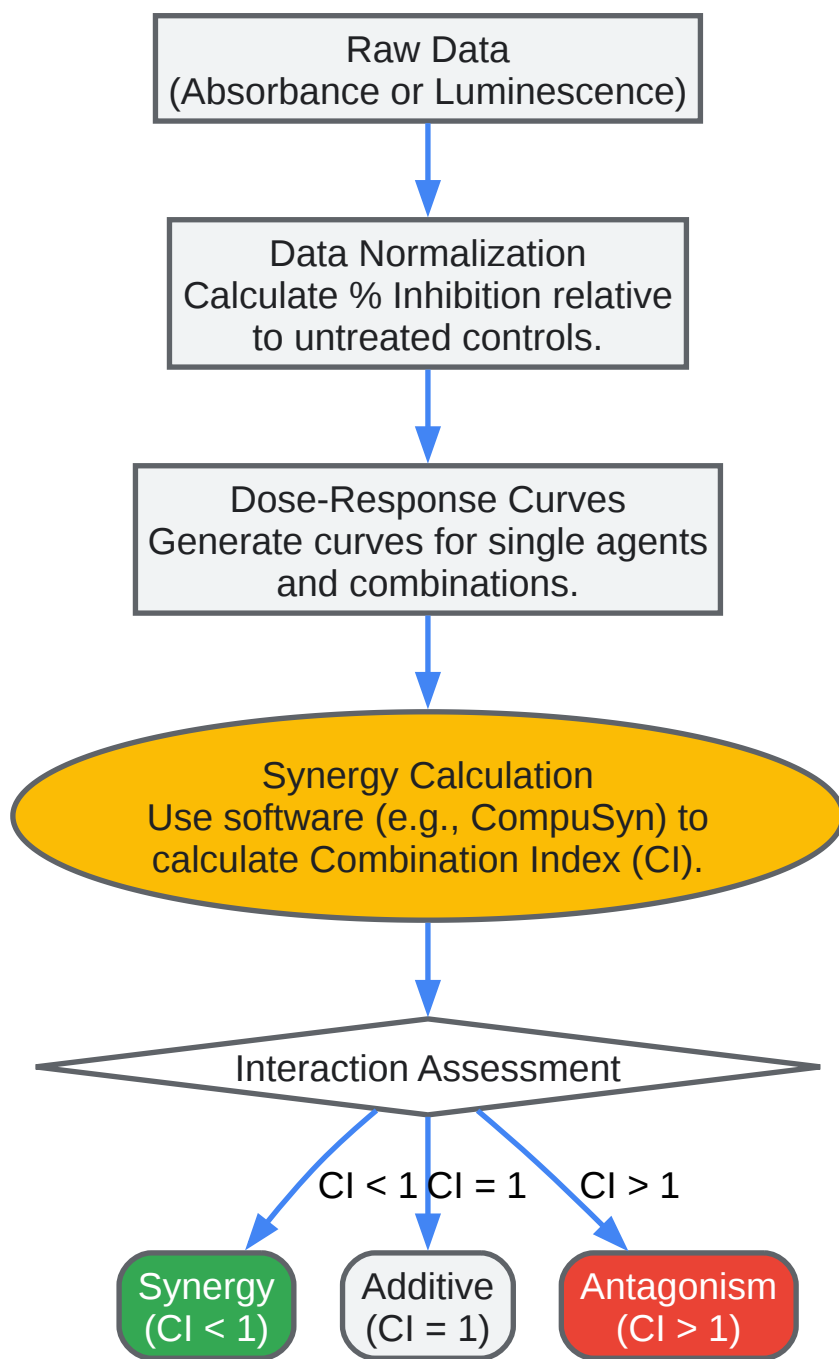 Raw Data
(Absorbance or Luminescence)
Data Normalization
Calculate % Inhibition relative
to untreated controls.
Dose-Response Curves
Generate curves for single agents
and combinations.
Synergy Calculation
Use software (e.g., CompuSyn) to
calculate Combination Index (CI).
Interaction Assessment
CI < 1
CI = 1
CI > 1
Synergy
(CI < 1)
Additive
(CI = 1)
Antagonism
(CI > 1)